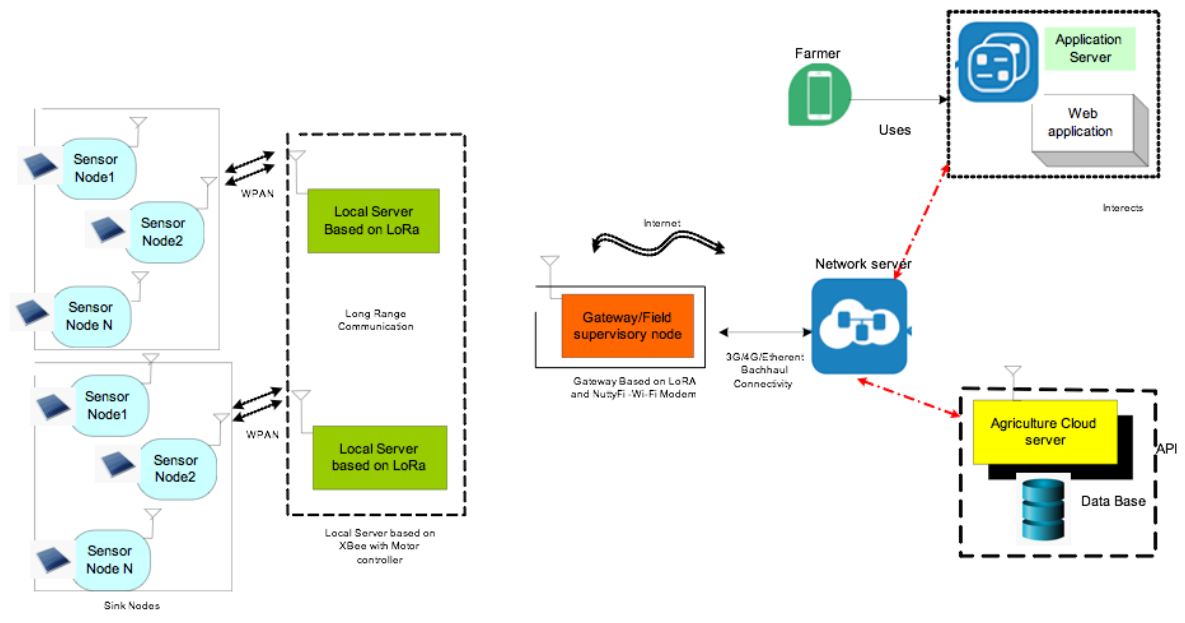 Sensor
Node1
Sensor
Node2
Sensor
Node N
WPAN
Sensor
Node1
Sensor
Node2
Sensor
Node N
WPAN
Sink Nodes
Local Server
Based on LoRa
Long Range
Communication
Local Server
based on LoRa
Local Server based on
XBee with Motor
controller
Internet
Gateway/Field
supervisory node
Gateway Based on LoRA
and NuttyFi -Wi-Fi Modem
3G/4G/Etherent
Bachhaul
Connectivity
Network server
Farmer
Uses
Application
Server
Web
application
Interects
Agriculture Cloud
server
API
Data Base